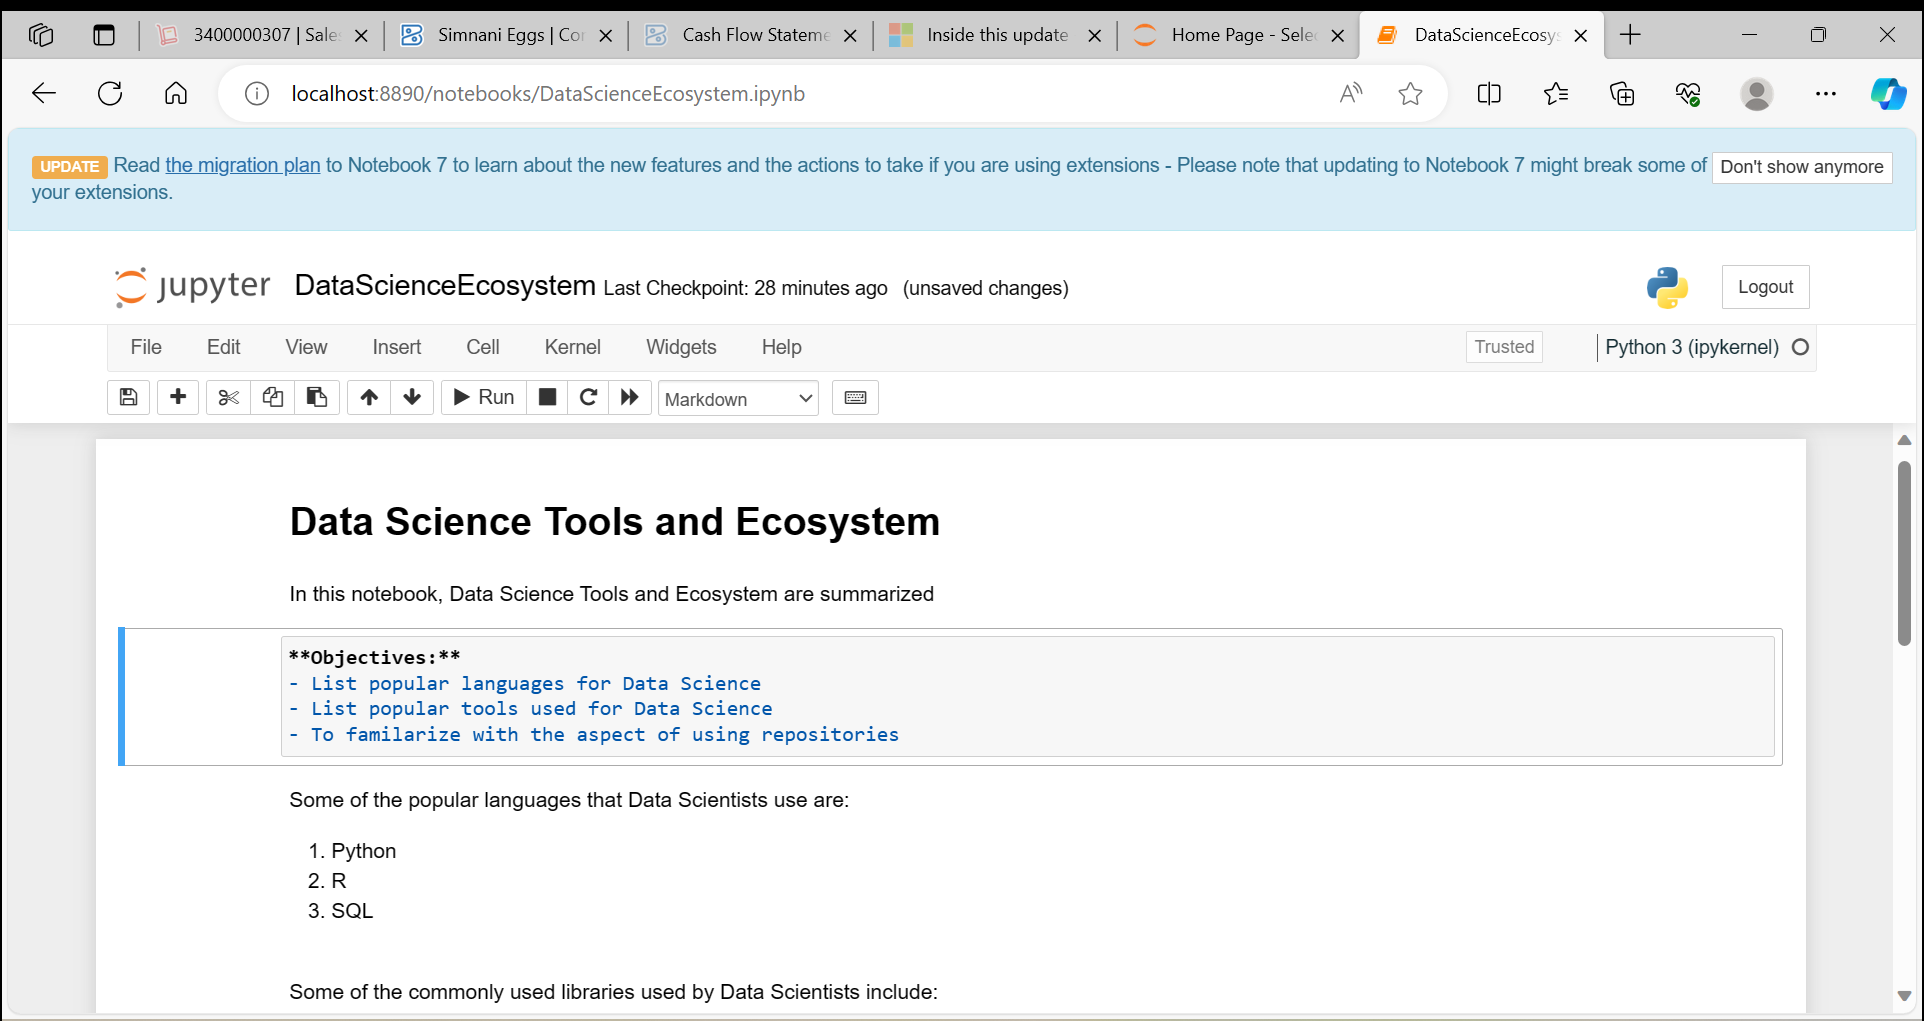 3400000307 | Sale
Simnani Eggs | Co
Cash Flow Stateme
Inside this update
Home Page - Sele
DataScienceEcosys
localhost:8890/notebooks/DataScienceEcosystem.ipynb
UPDATE Read the migration plan to Notebook 7 to learn about the new features and the actions to take if you are using extensions - Please note that updating to Notebook 7 might break some of
your extensions.
Don't show anymore
jupyter DataScienceEcosystem Last Checkpoint: 28 minutes ago (unsaved changes)
Logout
File Edit View Insert Cell Kernel Widgets Help
Trusted
Python 3 (ipykernel)
Run
Markdown
Data Science Tools and Ecosystem
In this notebook, Data Science Tools and Ecosystem are summarized
**Objectives:**
- List popular languages for Data Science
- List popular tools used for Data Science
- To familarize with the aspect of using repositories
Some of the popular languages that Data Scientists use are:
1. Python
2. R
3. SQL
Some of the commonly used libraries used by Data Scientists include: